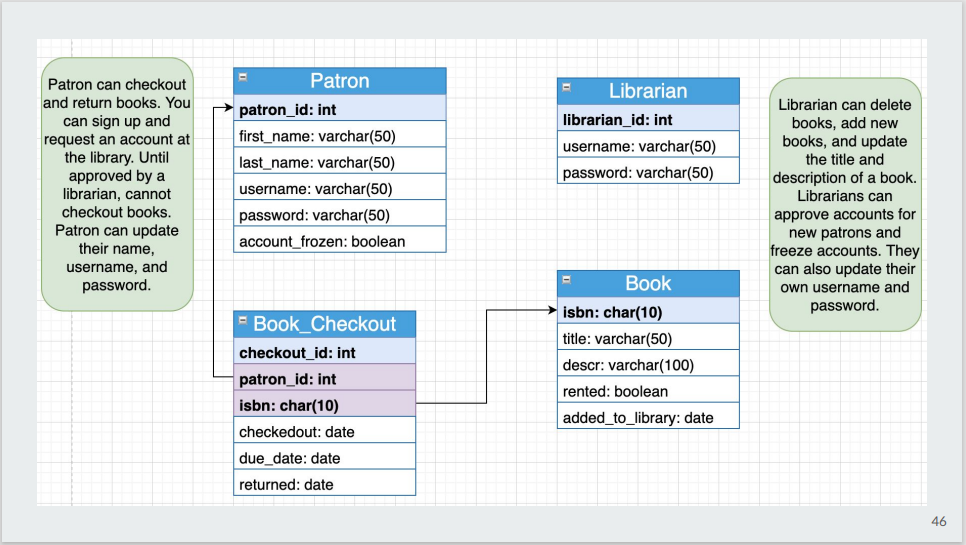 Patron can checkout
and return books. You
can sign up and
request an account at
the library. Until
approved by a
librarian, cannot
checkout books.
Patron can update
their name,
username, and
password.
Patron
patron_id: int
first_name: varchar(50)
last_name: varchar(50)
username: varchar(50)
password: varchar(50)
account_frozen: boolean
Book_Checkout
checkout_id: int
patron_id: int
isbn: char(10)
checkedout: date
due_date: date
returned: date
Librarian
librarian_id: int
username: varchar(50)
password: varchar(50)
Book
isbn: char(10)
title: varchar(50)
descr: varchar(100)
rented: boolean
added_to_library: date
Librarian can delete
books, add new
books, and update
the title and
description of a book.
Librarians can
approve accounts for
new patrons and
freeze accounts. They
can also update their
own username and
password.
46